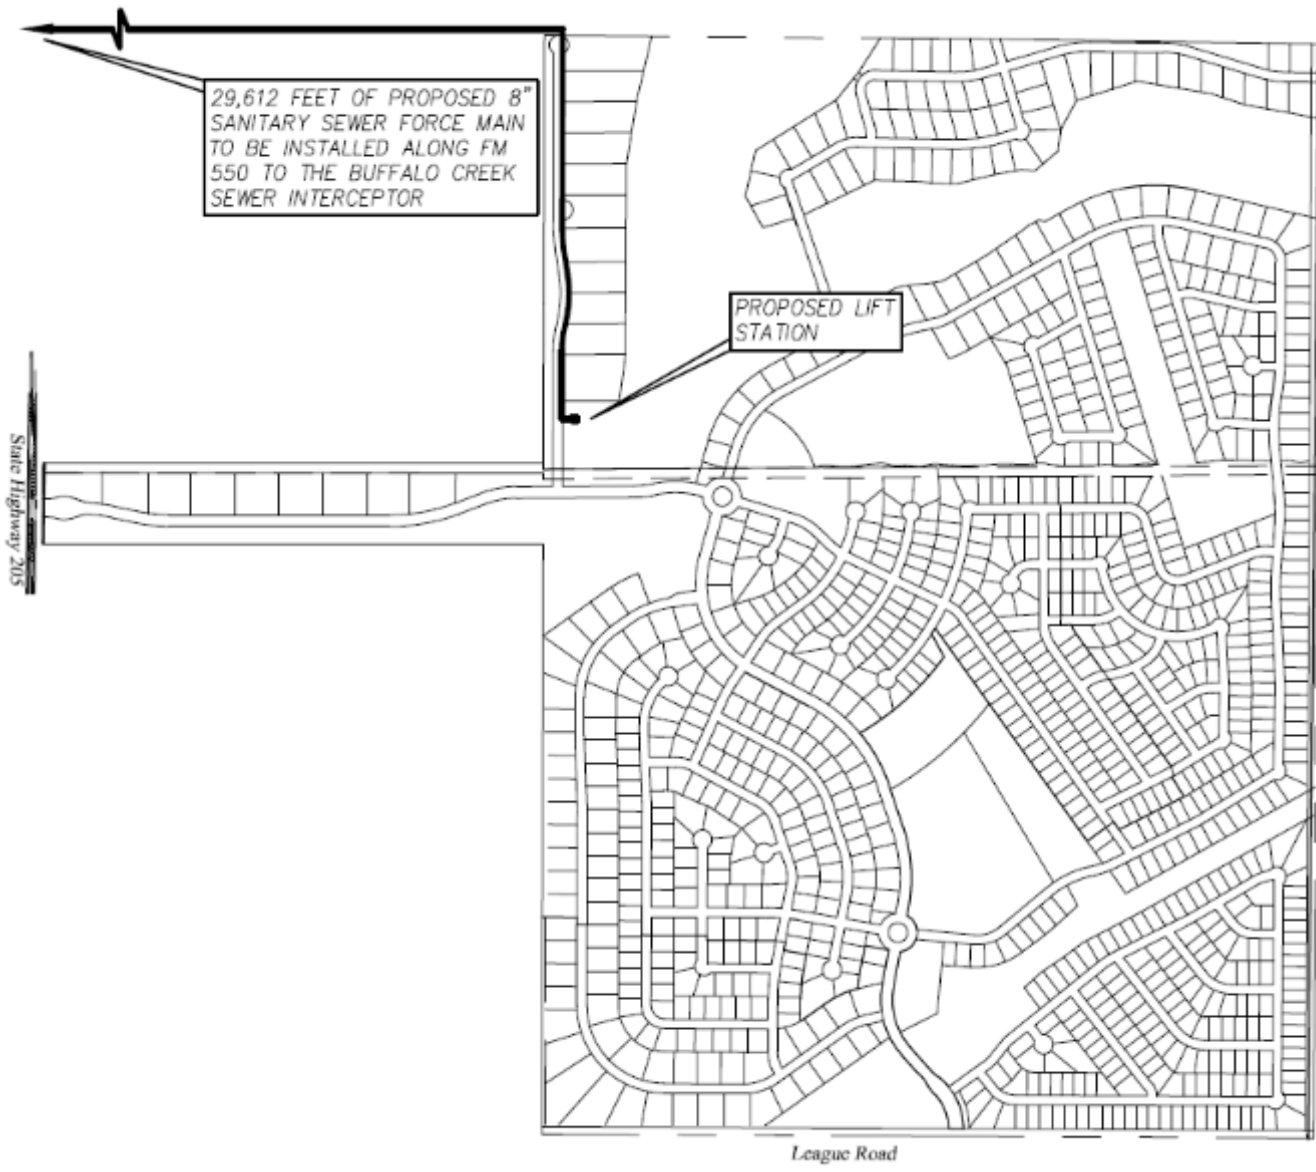 29,612 FEET OF PROPOSED 8"
SANITARY SEWER FORCE MAIN
TO BE INSTALLED ALONG FM
550 TO THE BUFFALO CREEK
SEWER INTERCEPTOR
PROPOSED LIFT
STATION
State Highway 205
League Road